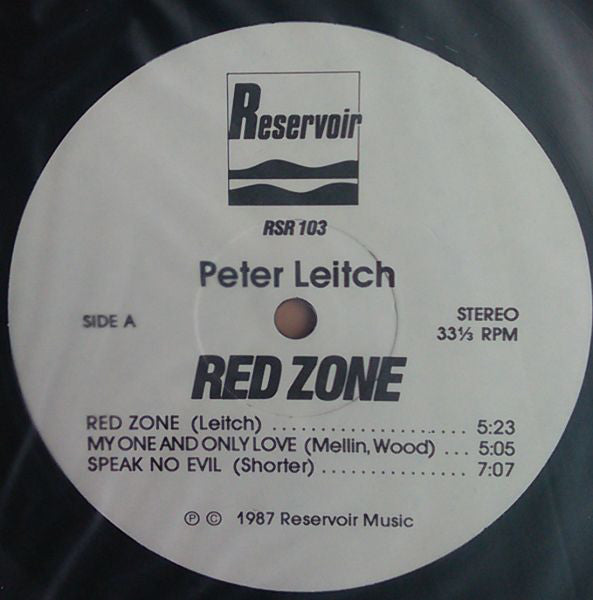 Reservoir
RSR 103
Peter Leitch
SIDE A
STEREO
33⅓ RPM
RED ZONE
RED ZONE (Leitch) .................... 5:23
MY ONE AND ONLY LOVE (Mellin, Wood) ... 5:05
SPEAK NO EVIL (Shorter) ............... 7:07
Ⓟ © 1987 Reservoir Music